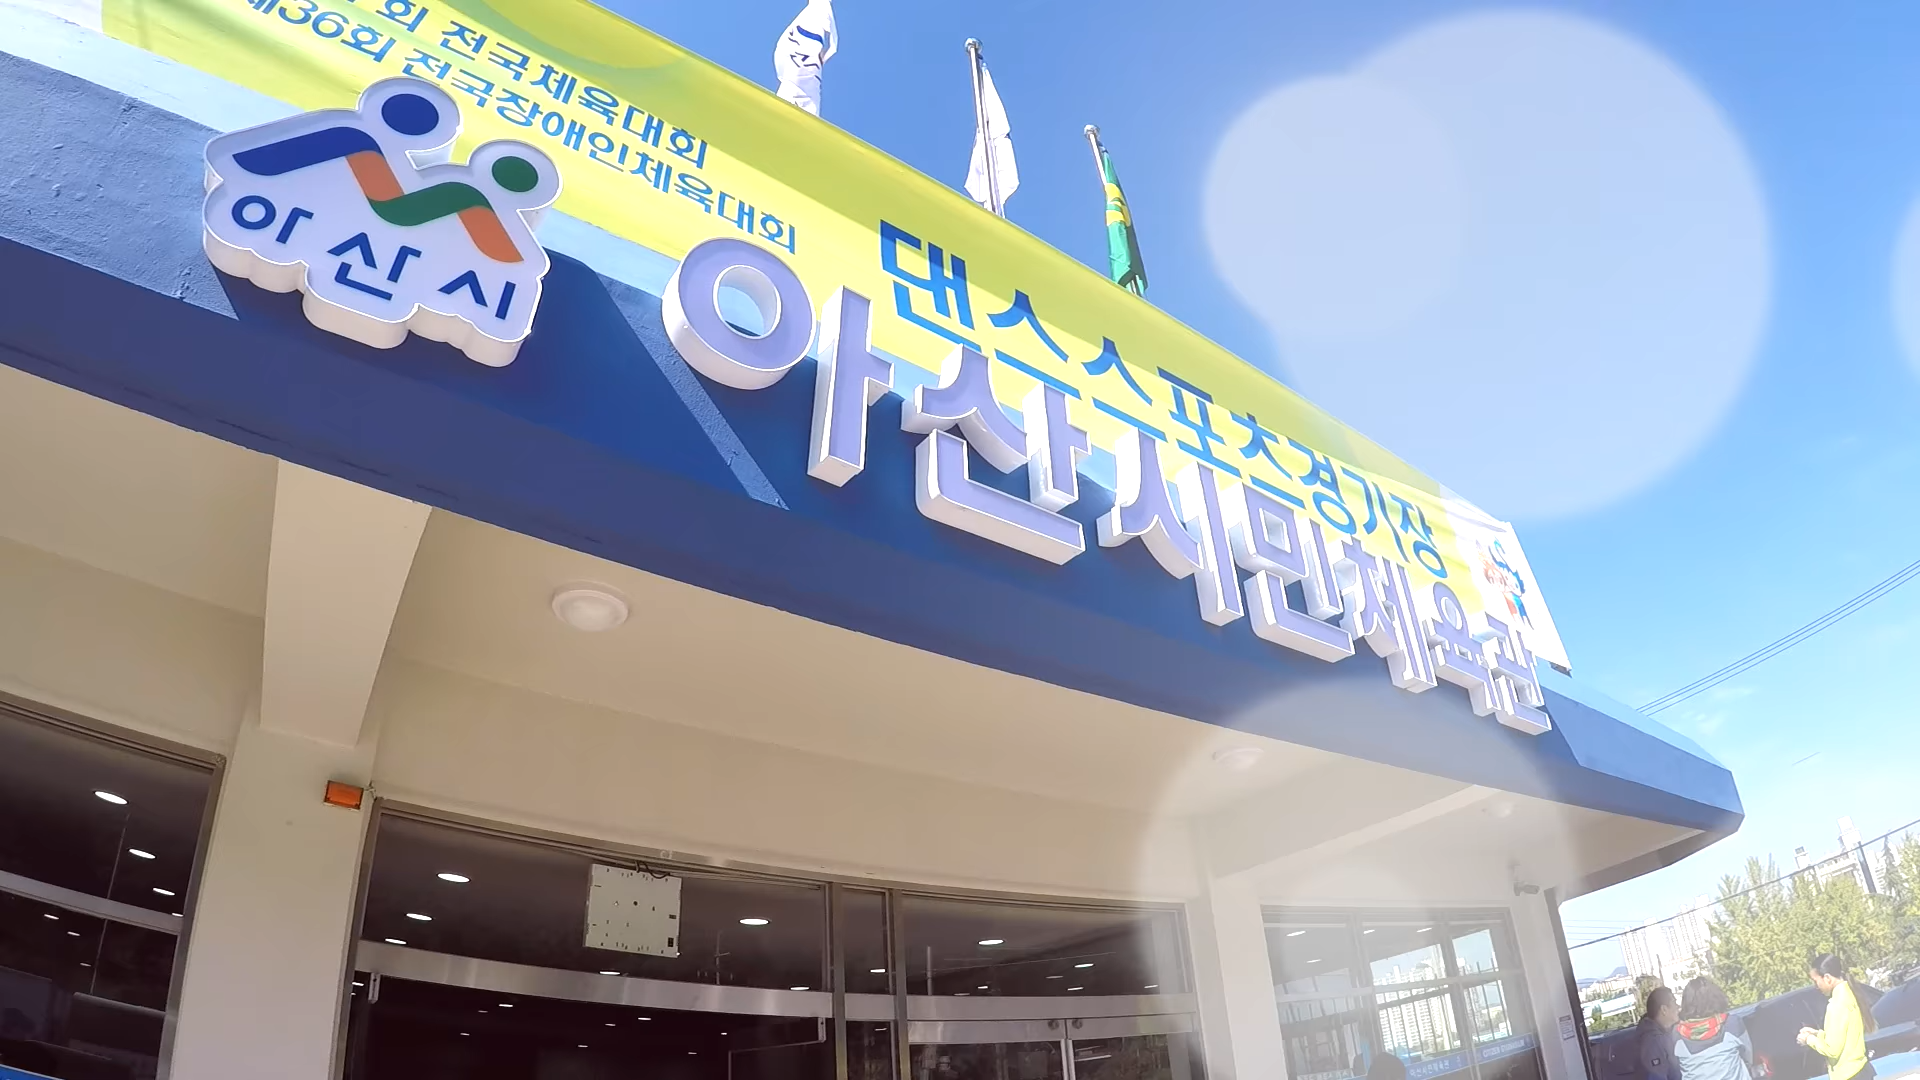 회 전국체육대회
제36회 전국장애인체육대회
댄스스포츠경기장
아산시
아산시민체육관